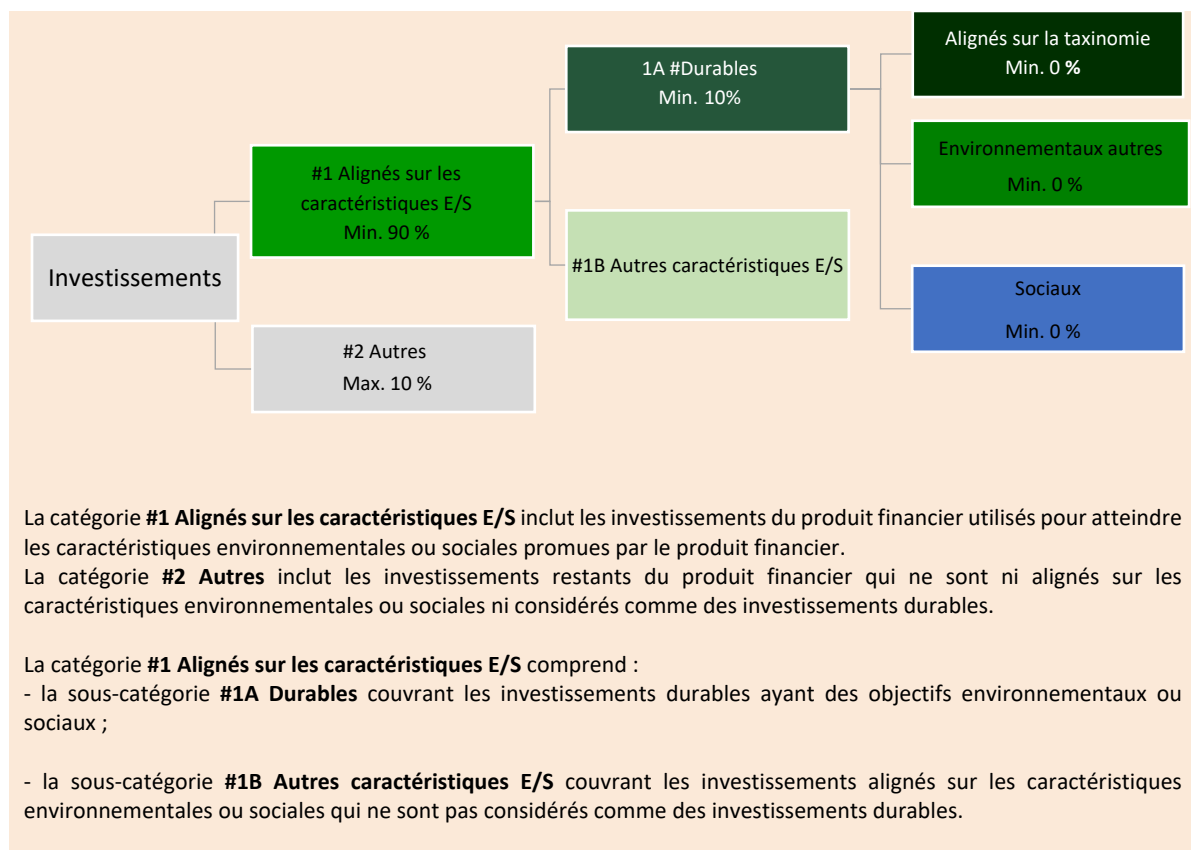 Investissements
#1 Alignés sur les
caractéristiques E/S
Min. 90 %
#2 Autres
Max. 10 %
1A #Durables
Min. 10%
#1B Autres caractéristiques E/S
Alignés sur la taxinomie
Min. 0 %
Environmentaux autres
Min. 0 %
Sociaux
Min. 0 %
La catégorie #1 Alignés sur les caractéristiques E/S inclut les investissements du produit financier utilisés pour atteindre
les caractéristiques environnementales ou sociales promues par le produit financier.
La catégorie #2 Autres inclut les investissements restants du produit financier qui ne sont ni alignés sur les
caractéristiques environnementales ou sociales ni considérés comme des investissements durables.
La catégorie #1 Alignés sur les caractéristiques E/S comprend :
- la sous-catégorie #1A Durables couvrant les investissements durables ayant des objectifs environnementaux ou
sociaux ;
- la sous-catégorie #1B Autres caractéristiques E/S couvrant les investissements alignés sur les caractéristiques
environnementales ou sociales qui ne sont pas considérés comme des investissements durables.